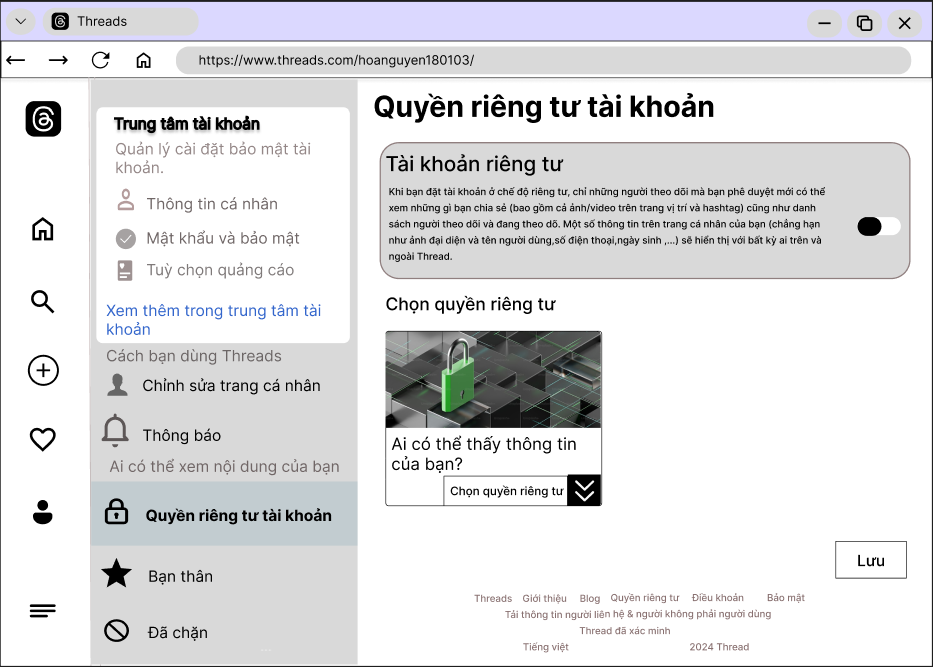 Threads
https://www.threads.com/hoanguyen180103/
Trung tâm tài khoản
Quản lý cài đặt bảo mật tài
khoản.
Thông tin cá nhân
Mật khẩu và bảo mật
Tuỳ chọn quảng cáo
Xem thêm trong trung tâm tài
khoản
Cách bạn dùng Threads
Chỉnh sửa trang cá nhân
Thông báo
Ai có thể xem nội dung của bạn
Quyền riêng tư tài khoản
Bạn thân
Đã chặn
...
Quyền riêng tư tài khoản
Tài khoản riêng tư
Khi bạn đặt tài khoản ở chế độ riêng tư, chỉ những người theo dõi mà bạn phê duyệt mới có thể
xem những gì bạn chia sẻ (bao gồm cả ảnh/video trên trang vị trí và hashtag) cũng như danh
sách người theo dõi và đang theo dõ. Một số thông tin trên trang cá nhân của bạn (chẳng hạn
như ảnh đại diện và tên người dùng,số điện thoại,ngày sinh ,...) sẽ hiển thị với bất kỳ ai trên và
ngoài Thread.
Chọn quyền riêng tư
Ai có thể thấy thông tin
của bạn?
Chọn quyền riêng tư
Lưu
Threads Giới thiệu Blog Quyền riêng tư Điều khoản Bảo mật
Tải thông tin người liên hệ & người không phải người dùng
Thread đã xác minh
Tiếng việt 2024 Thread